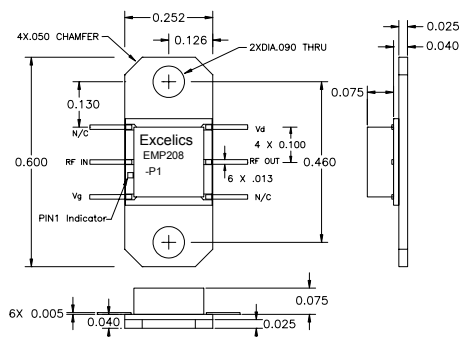 0.252
4X.050 CHAMFER
0.126
2XDIA.090 THRU
0.025
0.040
0.075
0.130
N/C
Vd
Excelics
EMP208
-P1
4 X 0.100
0.600
RF IN
RF OUT
0.460
6 X .013
Vg
N/C
PIN1 Indicator
0.075
6X 0.005
0.040
0.025